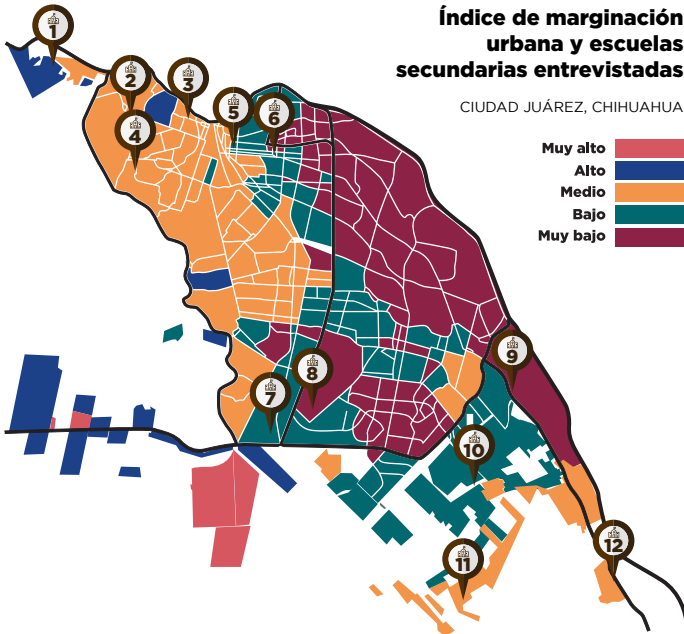 Índice de marginación
urbana y escuelas
secundarias entrevistadas
CIUDAD JUÁREZ, CHIHUAHUA
Muy alto
Alto
Medio
Bajo
Muy bajo
1
2
3
4
5
6
7
8
9
10
11
12